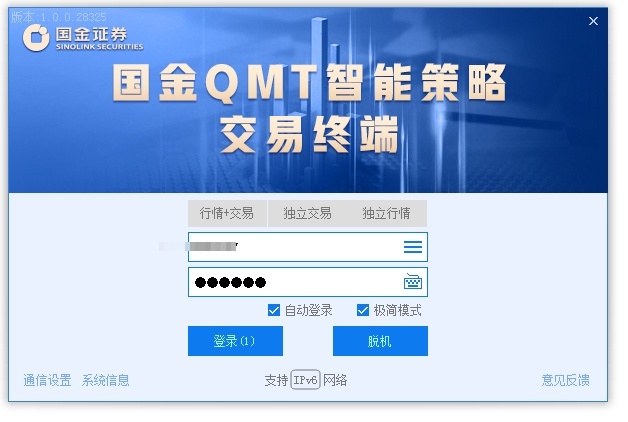 版本:1.0.0.28325
国金证券
SINOLINK SECURITIES
国金QMT智能策略
交易终端
行情+交易 独立交易 独立行情
自动登录 极简模式
登录(1) 脱机
通信设置 系统信息 支持 IPv6 网络 意见反馈